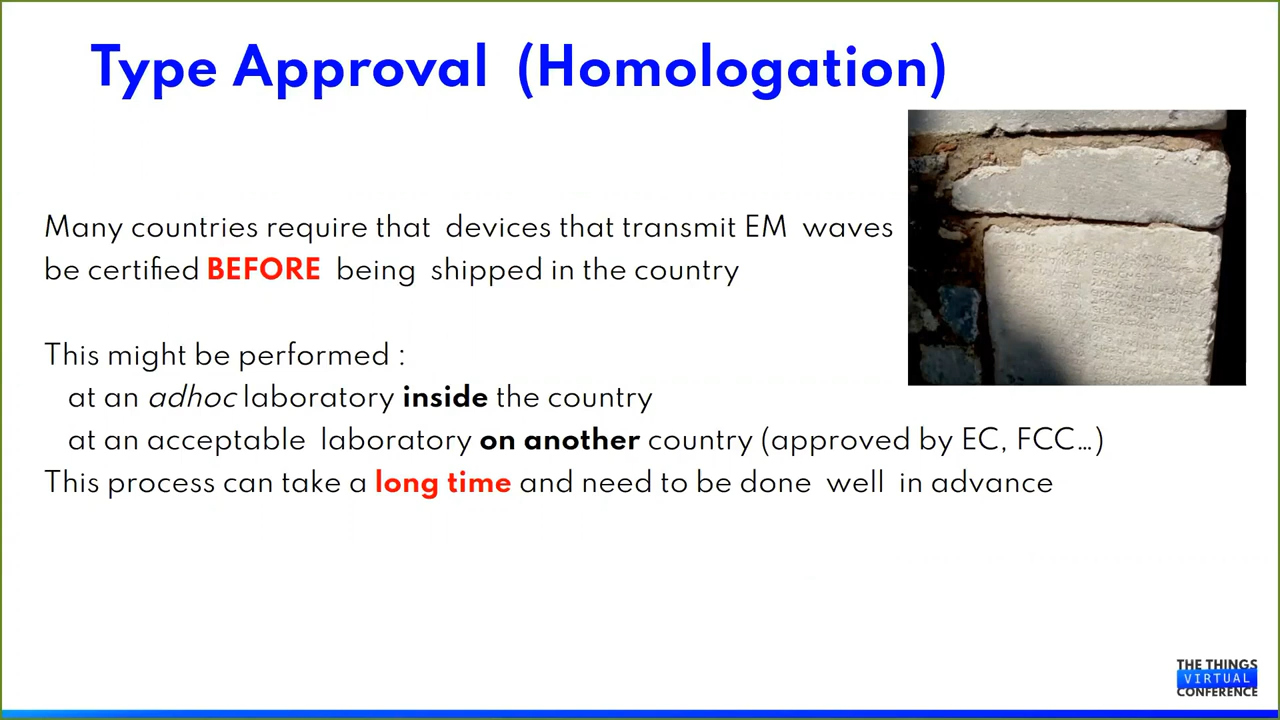 Type Approval (Homologation)
Many countries require that devices that transmit EM waves
be certified BEFORE being shipped in the country
This might be performed :
at an adhoc laboratory inside the country
at an acceptable laboratory on another country (approved by EC, FCC...)
This process can take a long time and need to be done well in advance
THE THINGS
VIRTUAL
CONFERENCE